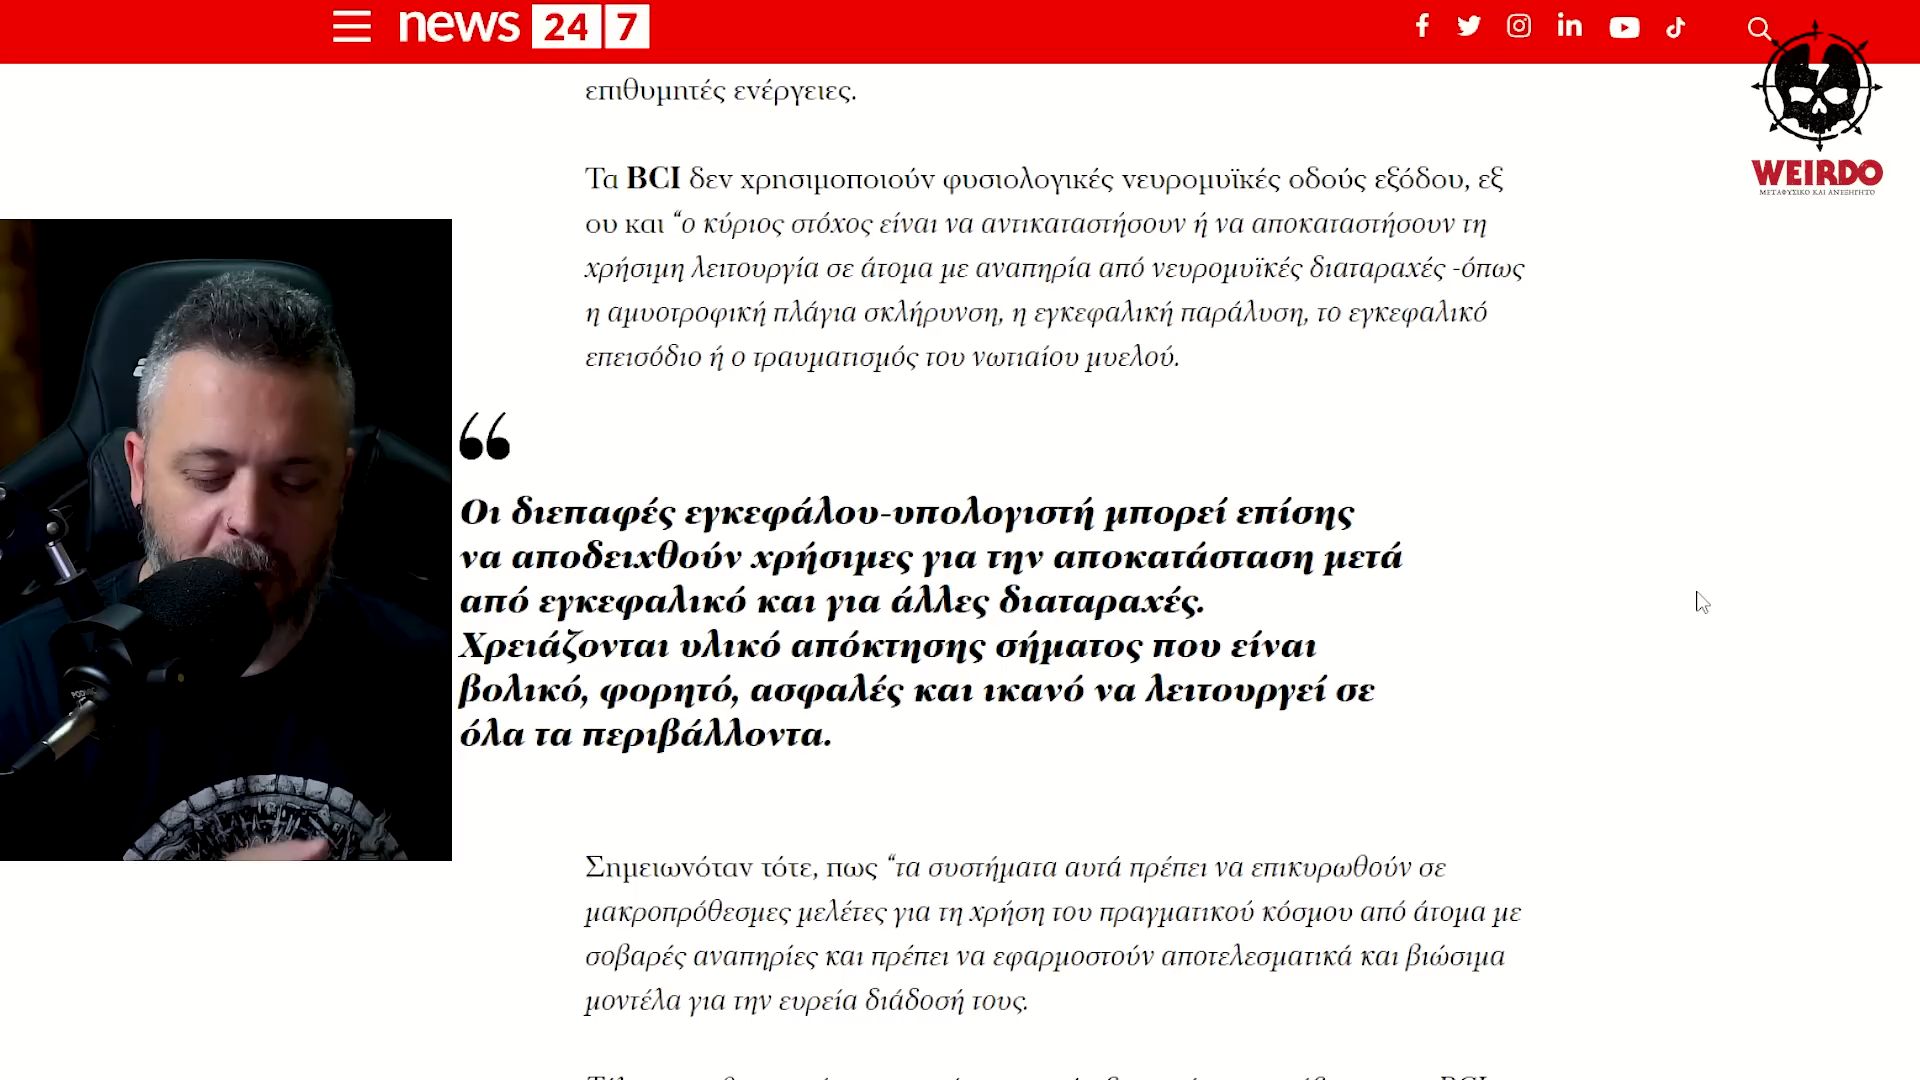 news 24 7
επιθυμητές ενέργειες.
Τα BCI δεν χρησιμοποιούν φυσιολογικές νευρομυϊκές οδούς εξόδου, εξ
ου και “ο κύριος στόχος είναι να αντικαταστήσουν ή να αποκαταστήσουν τη
χρήσιμη λειτουργία σε άτομα με αναπηρία από νευρομυϊκές διαταραχές -όπως
η αμυοτροφική πλάγια σκλήρυνση, η εγκεφαλική παράλυση, το εγκεφαλικό
επεισόδιο ή ο τραυματισμός του νωτιαίου μυελού.
“
Οι διεπαφές εγκεφάλου-υπολογιστή μπορεί επίσης
να αποδειχθούν χρήσιμες για την αποκατάσταση μετά
από εγκεφαλικό και για άλλες διαταραχές.
Χρειάζονται υλικό απόκτησης σήματος που είναι
βολικό, φορητό, ασφαλές και ικανό να λειτουργεί σε
όλα τα περιβάλλοντα.
Σημειωνόταν τότε, πως “τα συστήματα αυτά πρέπει να επικυρωθούν σε
μακροπρόθεσμες μελέτες για τη χρήση του πραγματικού κόσμου από άτομα με
σοβαρές αναπηρίες και πρέπει να εφαρμοστούν αποτελεσματικά και βιώσιμα
μοντέλα για την ευρεία διάδοσή τους.
WEIRDO
ΜΕΤΑΦΥΣΙΚΟ ΚΑΙ ΑΝΕΞΗΓΗΤΟ